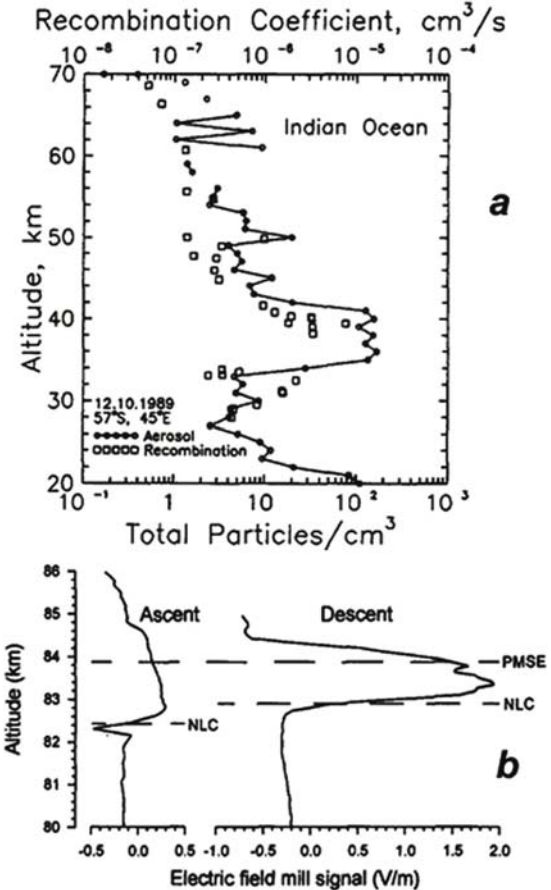 Recombination Coefficient, cm³/s
10⁻⁸ 10⁻⁷ 10⁻⁶ 10⁻⁵ 10⁻⁴
70
Indian Ocean
60
a
50
Altitude, km
40
30
12.10.1989
57°S, 45°E
Aerosol
Recombination
20
10⁻¹ 1 10 10² 10³
Total Particles/cm³
86
Ascent Descent
85
84 PMSE
83 NLC
NLC
Altitude (km)
82
b
81
80
-0.5 0.0 0.5 -1.0 -0.5 0.0 0.5 1.0 1.5 2.0
Electric field mill signal (V/m)